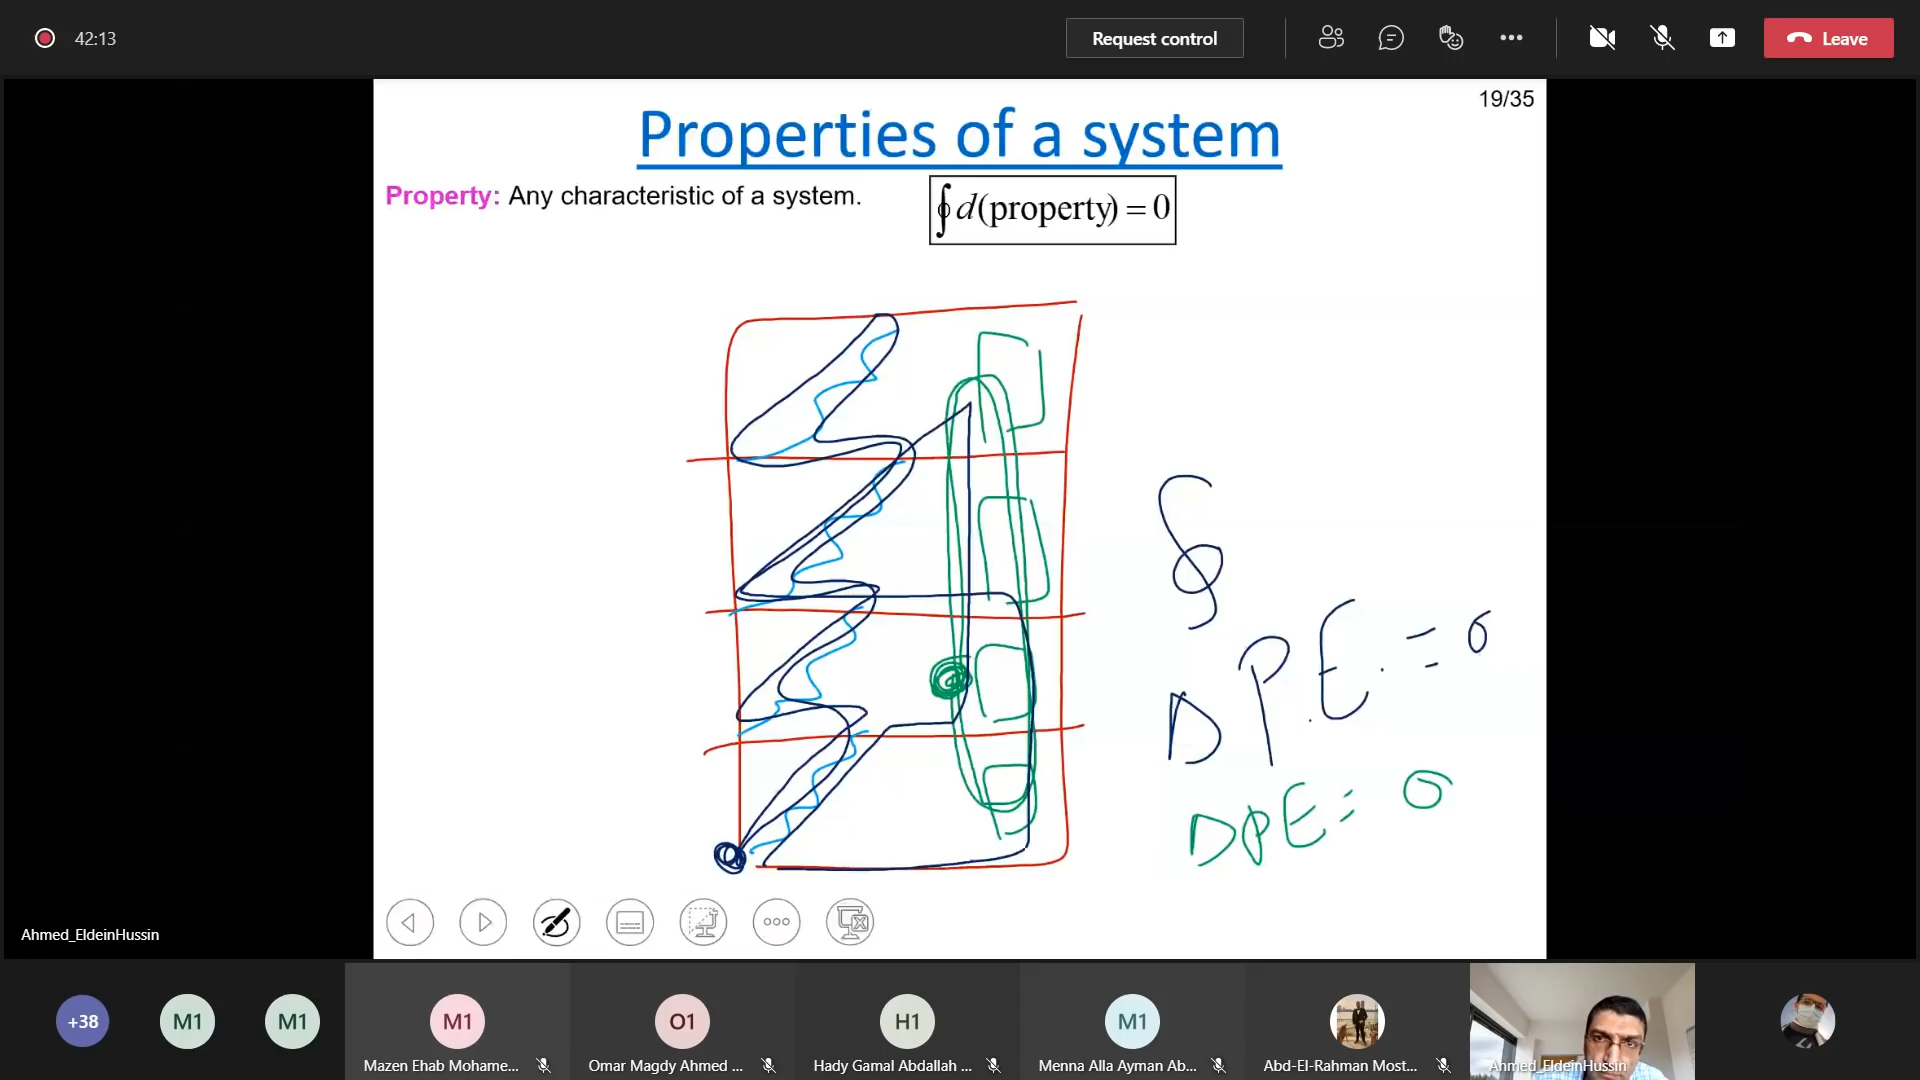 42:13
Request control
Leave
19/35
Properties of a system
Property: Any characteristic of a system.
∮ d(property) = 0
∮
DPE = 0
DPE = 0
Ahmed_EldeinHussin
+38
M1
M1
M1
O1
H1
M1
Mazen Ehab Mohame...
Omar Magdy Ahmed ...
Hady Gamal Abdallah ...
Menna Alla Ayman Ab...
Abd-El-Rahman Most...
Ahmed_EldeinHussin